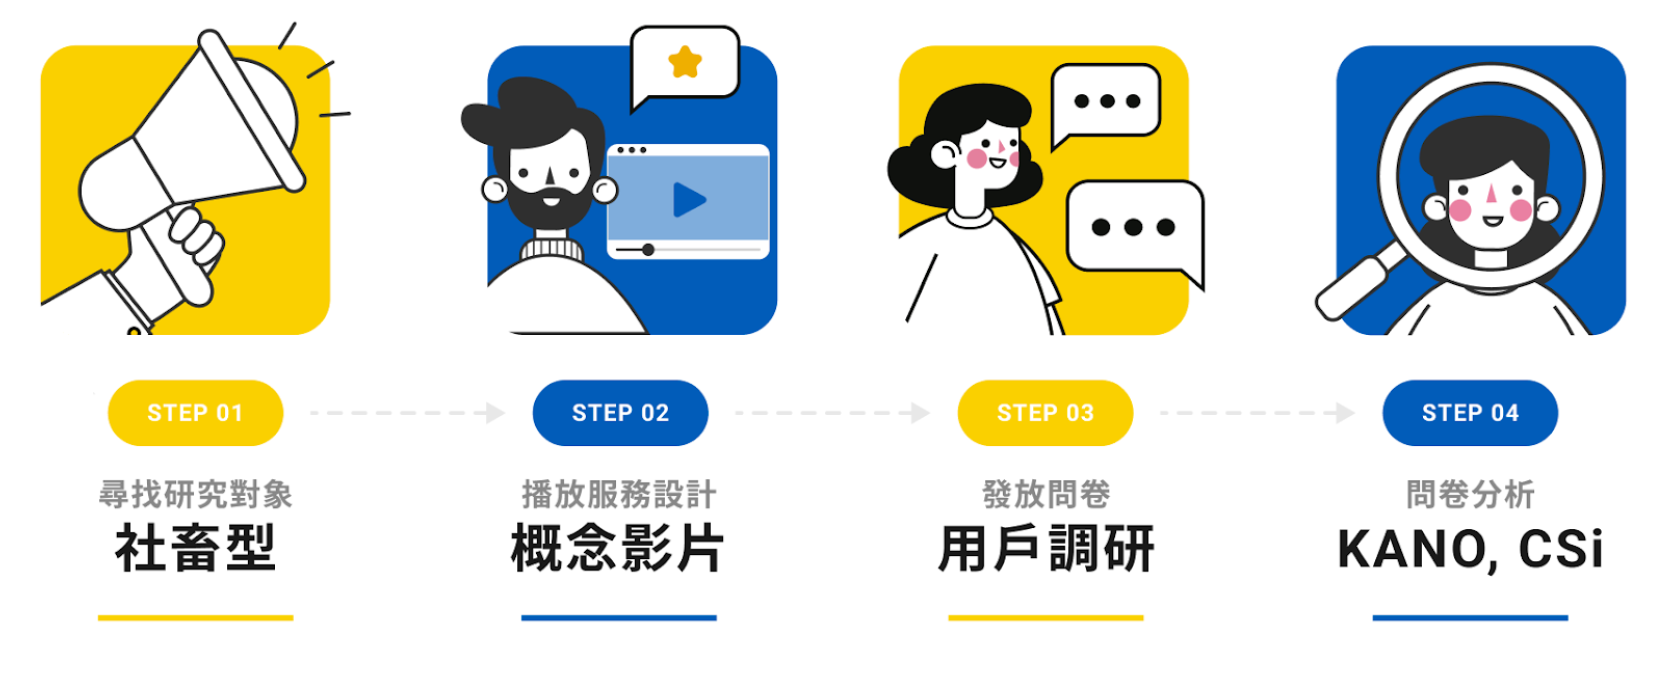 STEP 01
STEP 02
STEP 03
STEP 04
尋找研究對象
播放服務設計
發放問卷
問卷分析
社畜型
概念影片
用戶調研
KANO, CSi